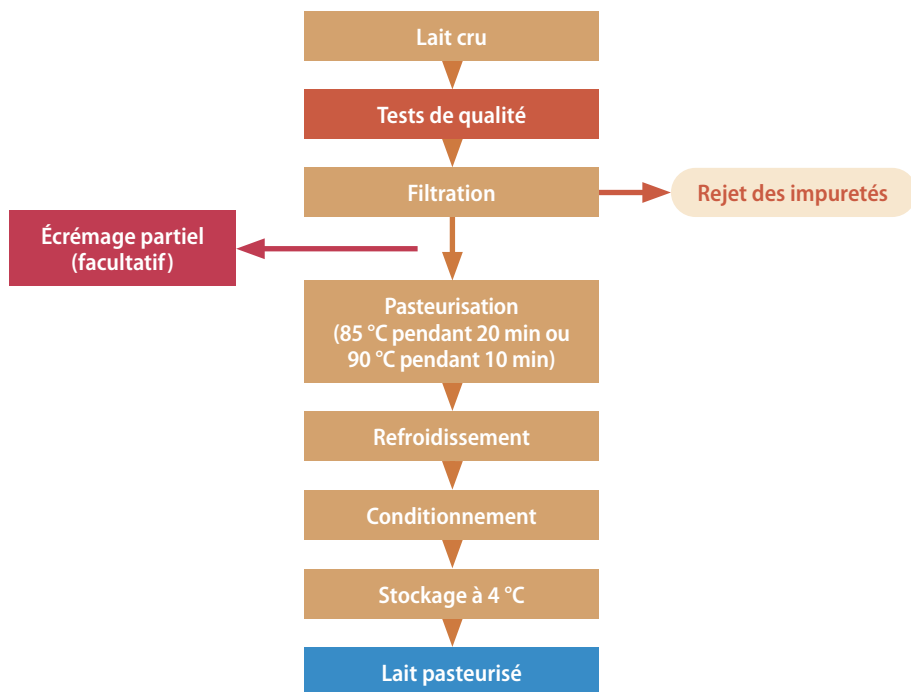 Lait cru
Tests de qualité
Filtration
Rejet des impuretés
Écrémage partiel
(facultatif)
Pasteurisation
(85 °C pendant 20 min ou
90 °C pendant 10 min)
Refroidissement
Conditionnement
Stockage à 4 °C
Lait pasteurisé